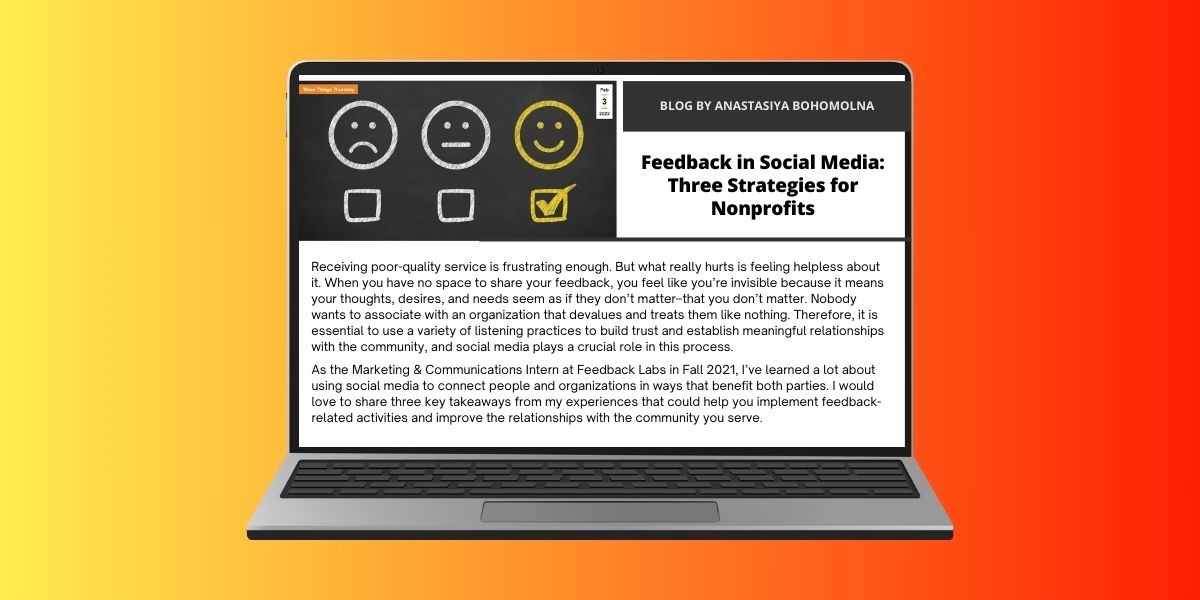 Three Things Thursday
Feb
3
2022
BLOG BY ANASTASIYA BOHOMOLNA
Feedback in Social Media:
Three Strategies for
Nonprofits
Receiving poor-quality service is frustrating enough. But what really hurts is feeling helpless about
it. When you have no space to share your feedback, you feel like you’re invisible because it means
your thoughts, desires, and needs seem as if they don’t matter–that you don’t matter. Nobody
wants to associate with an organization that devalues and treats them like nothing. Therefore, it is
essential to use a variety of listening practices to build trust and establish meaningful relationships
with the community, and social media plays a crucial role in this process.
As the Marketing & Communications Intern at Feedback Labs in Fall 2021, I’ve learned a lot about
using social media to connect people and organizations in ways that benefit both parties. I would
love to share three key takeaways from my experiences that could help you implement feedback-
related activities and improve the relationships with the community you serve.